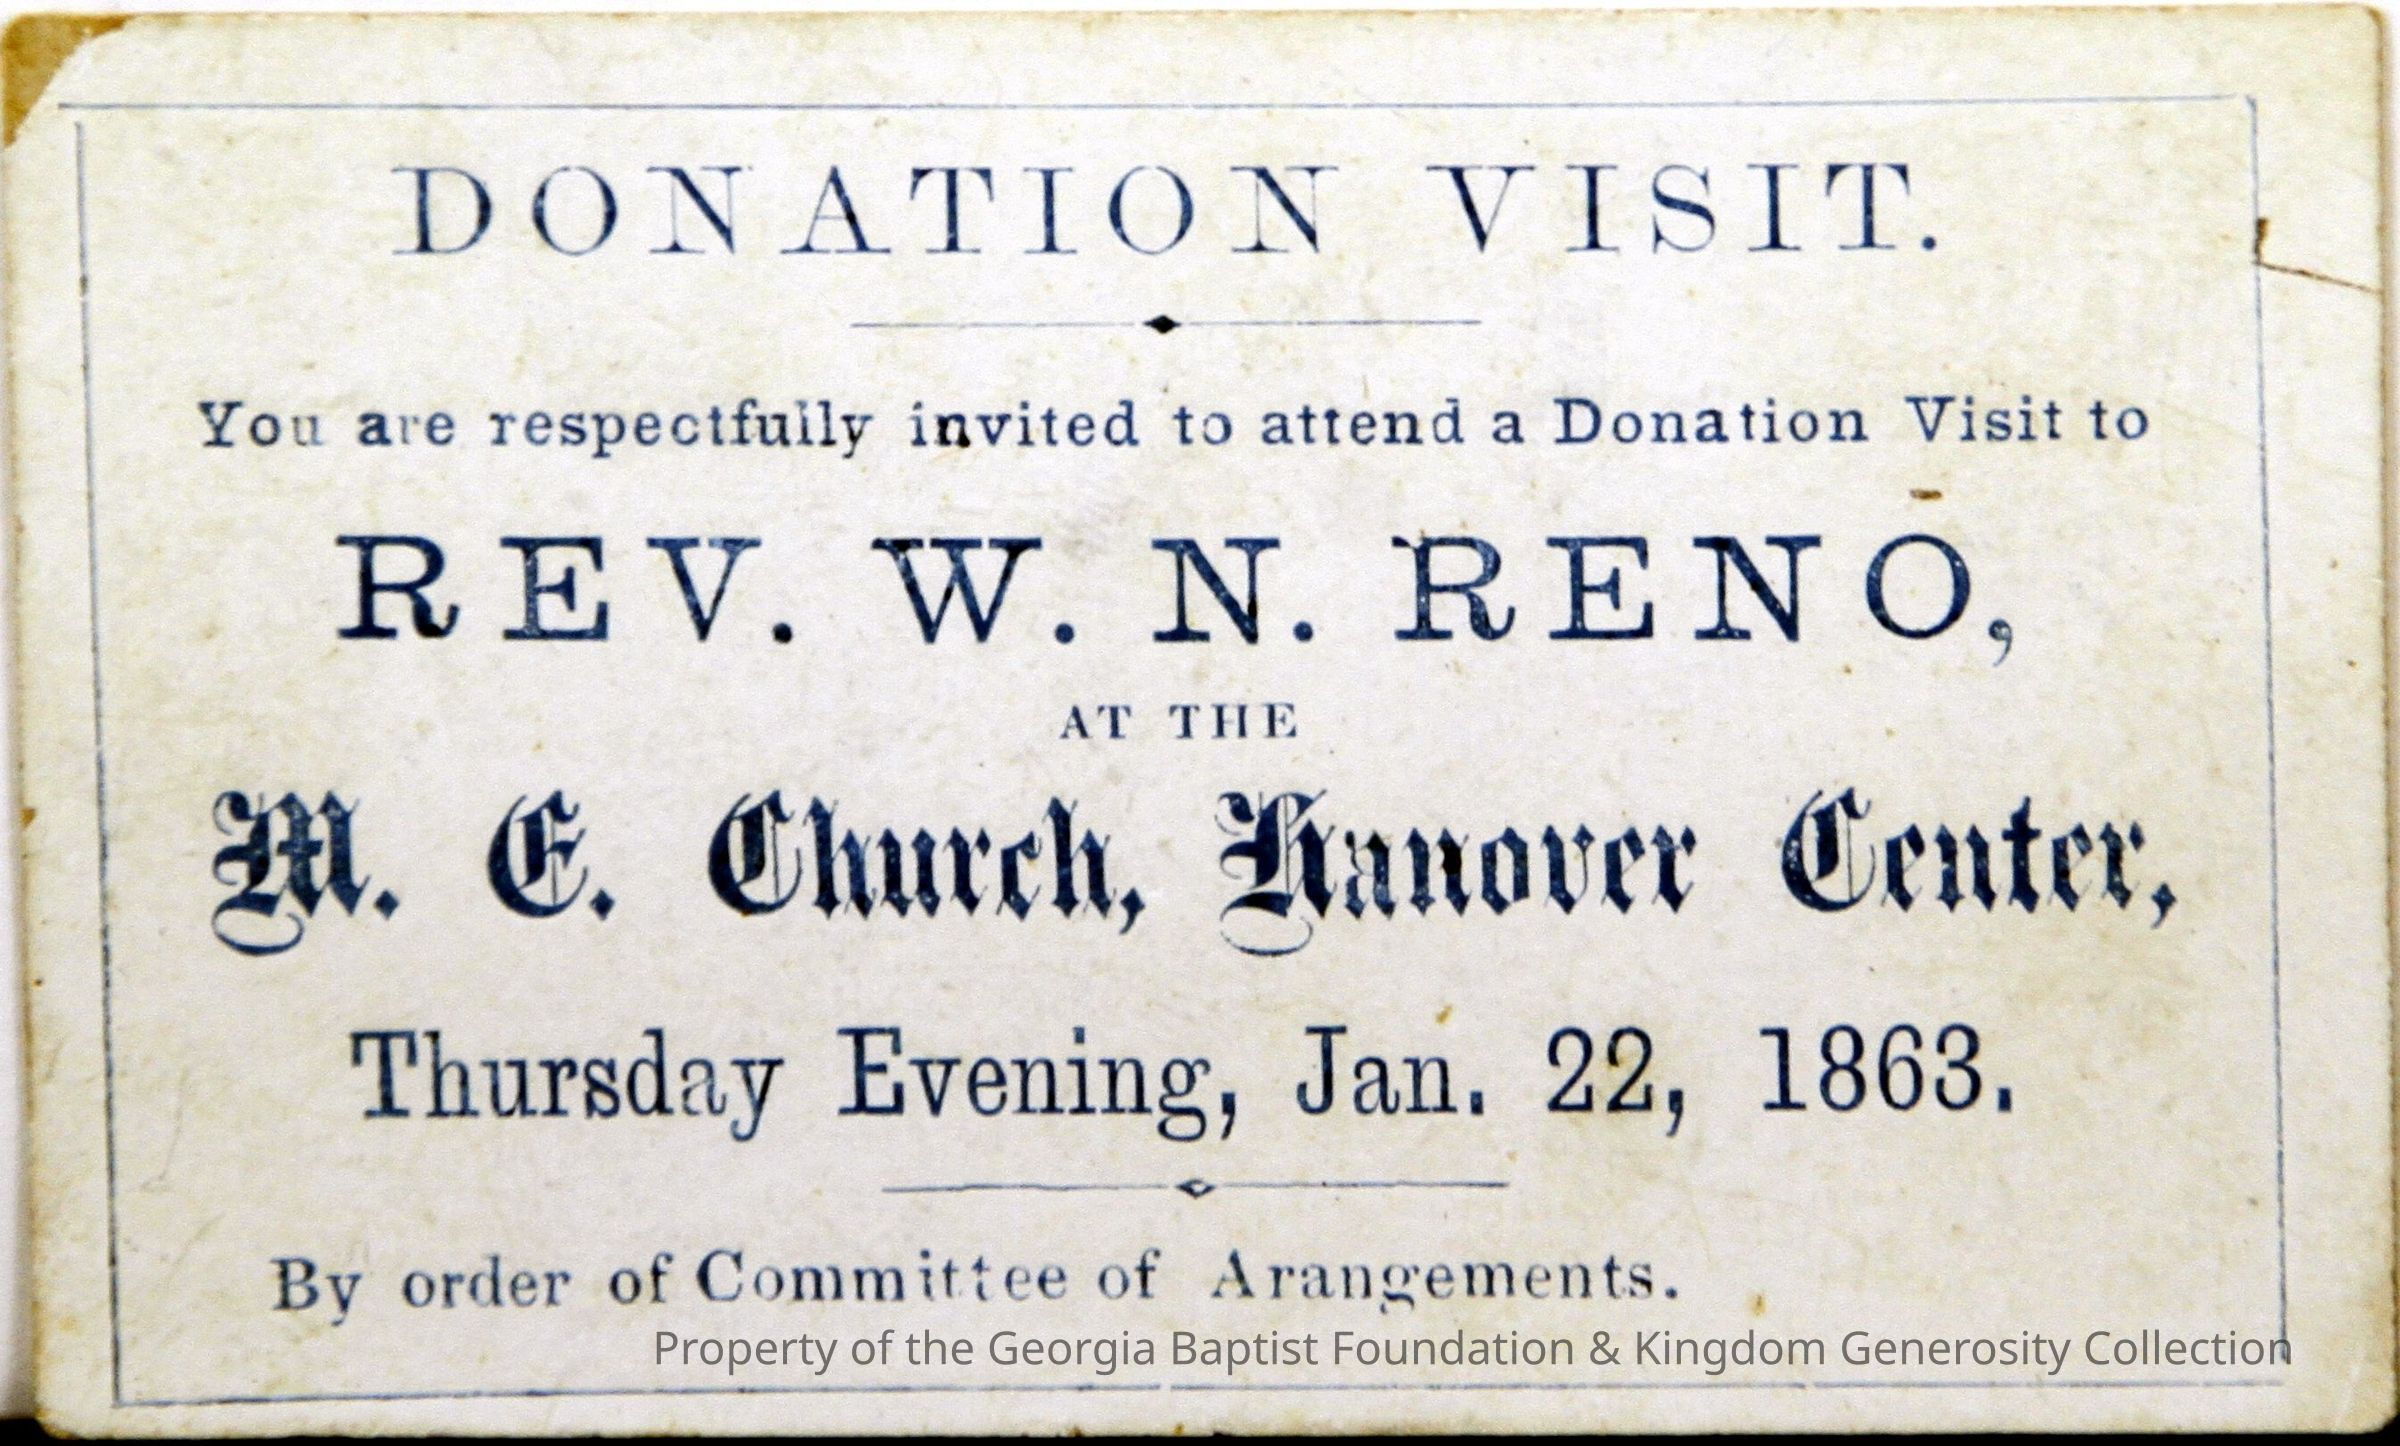 DONATION VISIT.
You are respectfully invited to attend a Donation Visit to
REV. W. N. RENO,
AT THE
M. E. Church, Hanover Center,
Thursday Evening, Jan. 22, 1863.
By order of Committee of Arangements.
Property of the Georgia Baptist Foundation & Kingdom Generosity Collection